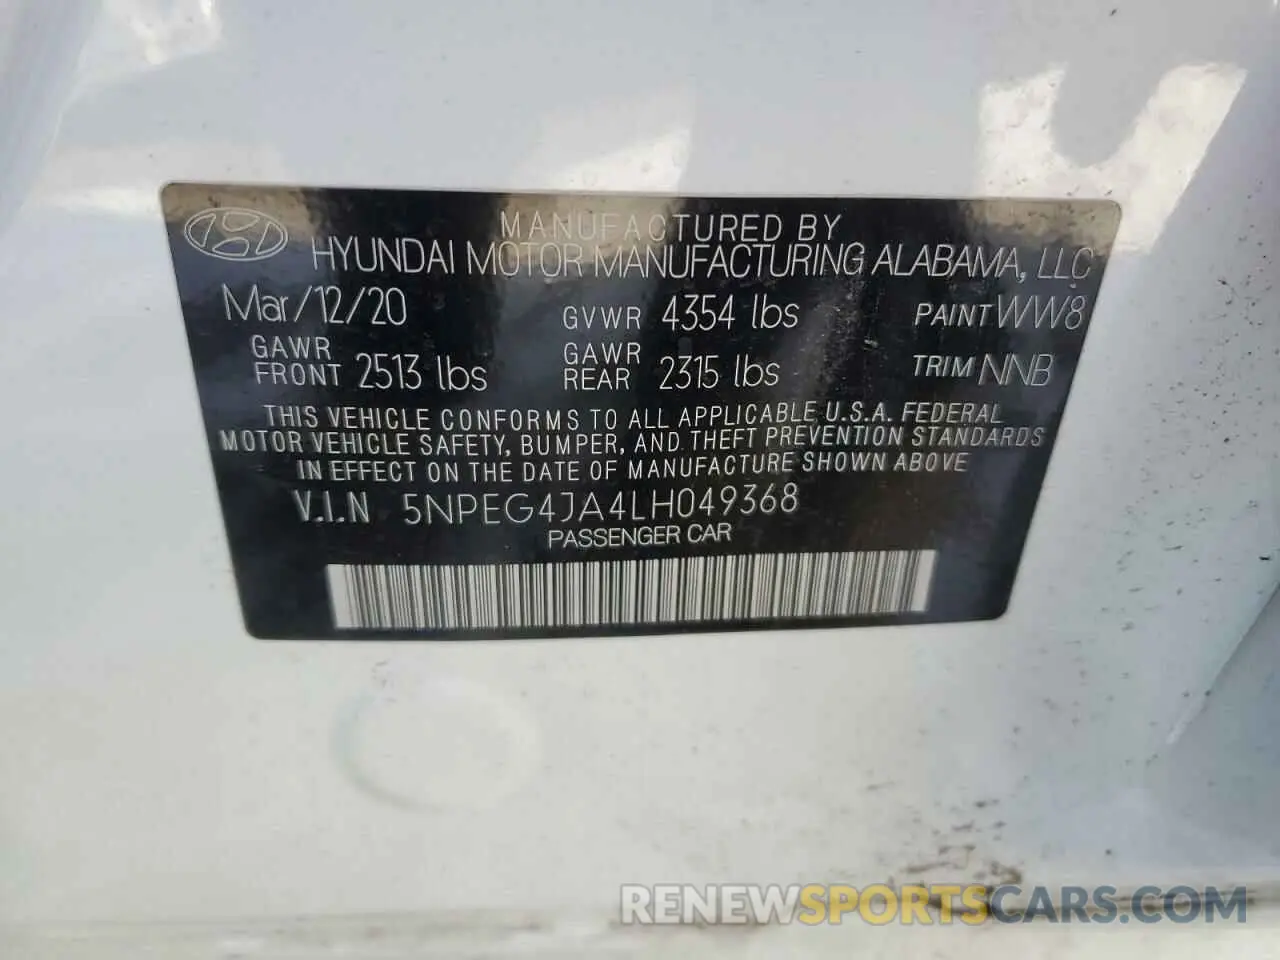 MANUFACTURED BY
HYUNDAI MOTOR MANUFACTURING ALABAMA, LLC
Mar/12/20 GVWR 4354 lbs PAINT WW8
GAWR FRONT 2513 lbs GAWR REAR 2315 lbs TRIM NNB
THIS VEHICLE CONFORMS TO ALL APPLICABLE U.S.A. FEDERAL
MOTOR VEHICLE SAFETY, BUMPER, AND THEFT PREVENTION STANDARDS
IN EFFECT ON THE DATE OF MANUFACTURE SHOWN ABOVE
V.I.N 5NPEG4JA4LH049368
PASSENGER CAR
RENEWSPORTSCARS.COM